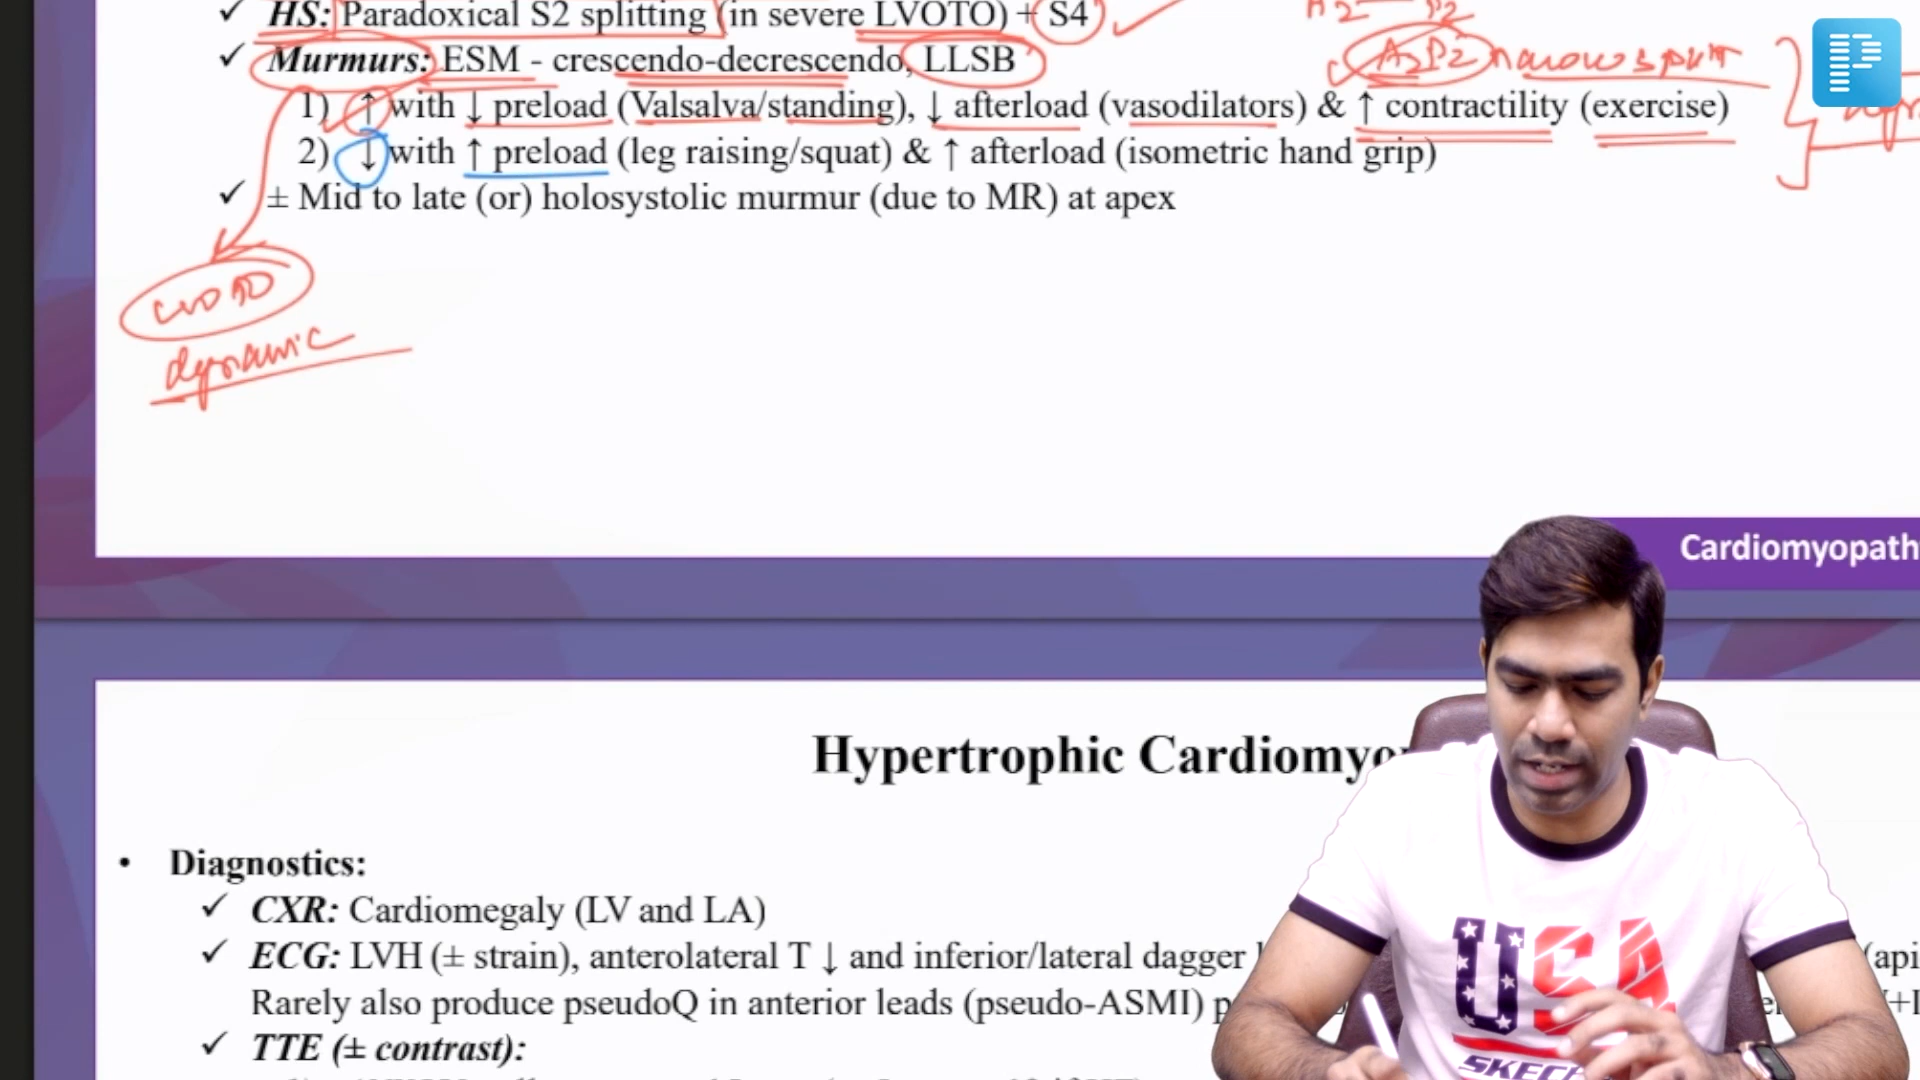 ✓ HS: Paradoxical S2 splitting (in severe LVOTO) + S4
A2 P2
✓ Murmurs: ESM - crescendo-decrescendo, LLSB
A2P2 narrow split
1) ↑ with ↓ preload (Valsalva/standing), ↓ afterload (vasodilators) & ↑ contractility (exercise)
2) ↓ with ↑ preload (leg raising/squat) & ↑ afterload (isometric hand grip)
✓ ± Mid to late (or) holosystolic murmur (due to MR) at apex
LVOTO
dynamic
Cardiomyopath
Hypertrophic Cardiomyo
• Diagnostics:
✓ CXR: Cardiomegaly (LV and LA)
✓ ECG: LVH (± strain), anterolateral T ↓ and inferior/lateral dagger (api
Rarely also produce pseudoQ in anterior leads (pseudo-ASMI) p
✓ TTE (± contrast):
USA
SKECH